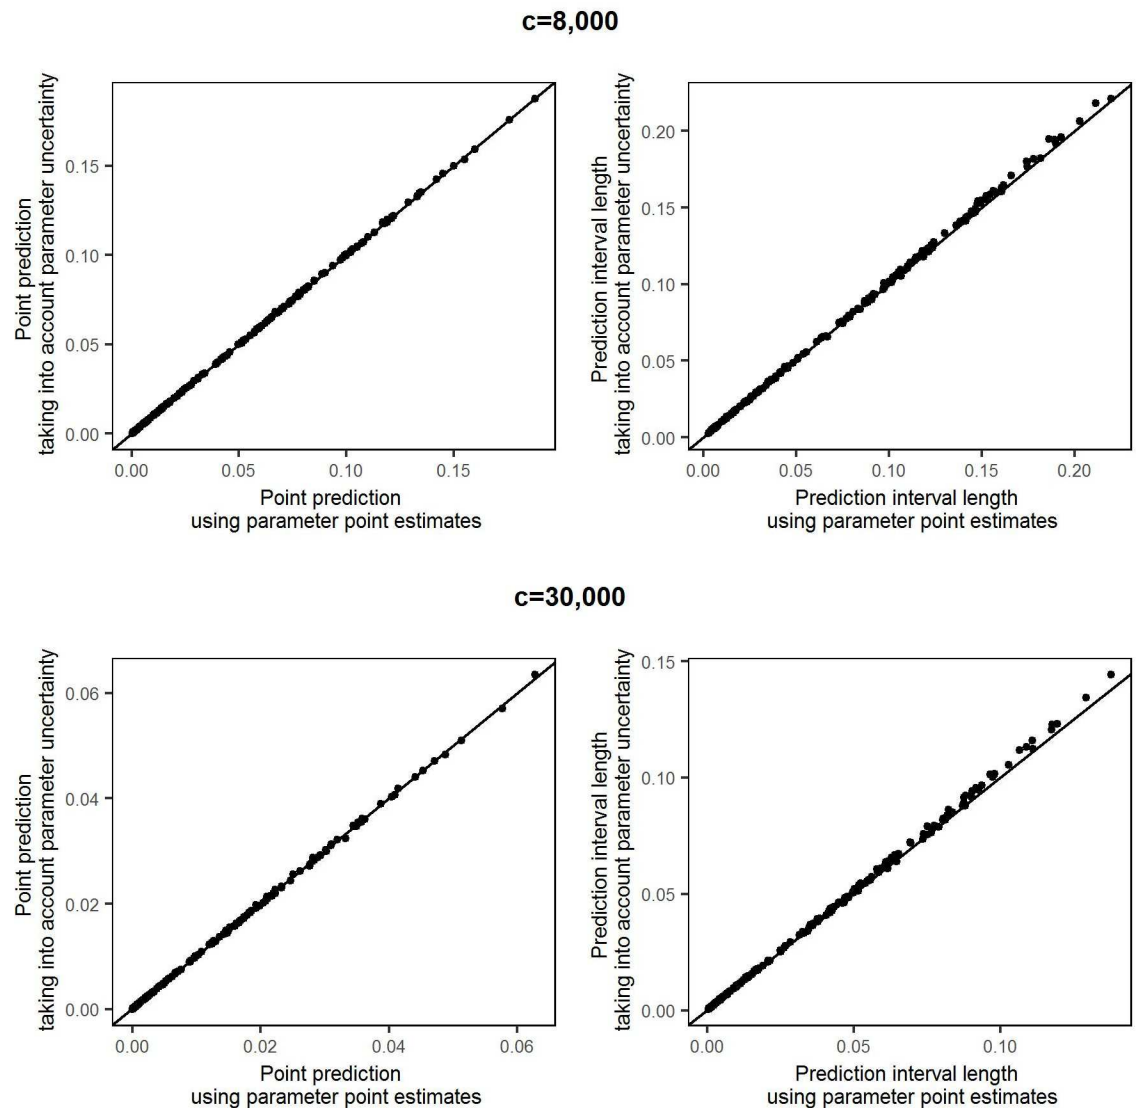 c=8,000
Point prediction
taking into account parameter uncertainty
0.15
0.10
0.05
0.00
0.00 0.05 0.10 0.15
Point prediction
using parameter point estimates
Prediction interval length
taking into account parameter uncertainty
0.20
0.15
0.10
0.05
0.00
0.00 0.05 0.10 0.15 0.20
Prediction interval length
using parameter point estimates
c=30,000
Point prediction
taking into account parameter uncertainty
0.06
0.04
0.02
0.00
0.00 0.02 0.04 0.06
Point prediction
using parameter point estimates
Prediction interval length
taking into account parameter uncertainty
0.15
0.10
0.05
0.00
0.00 0.05 0.10
Prediction interval length
using parameter point estimates